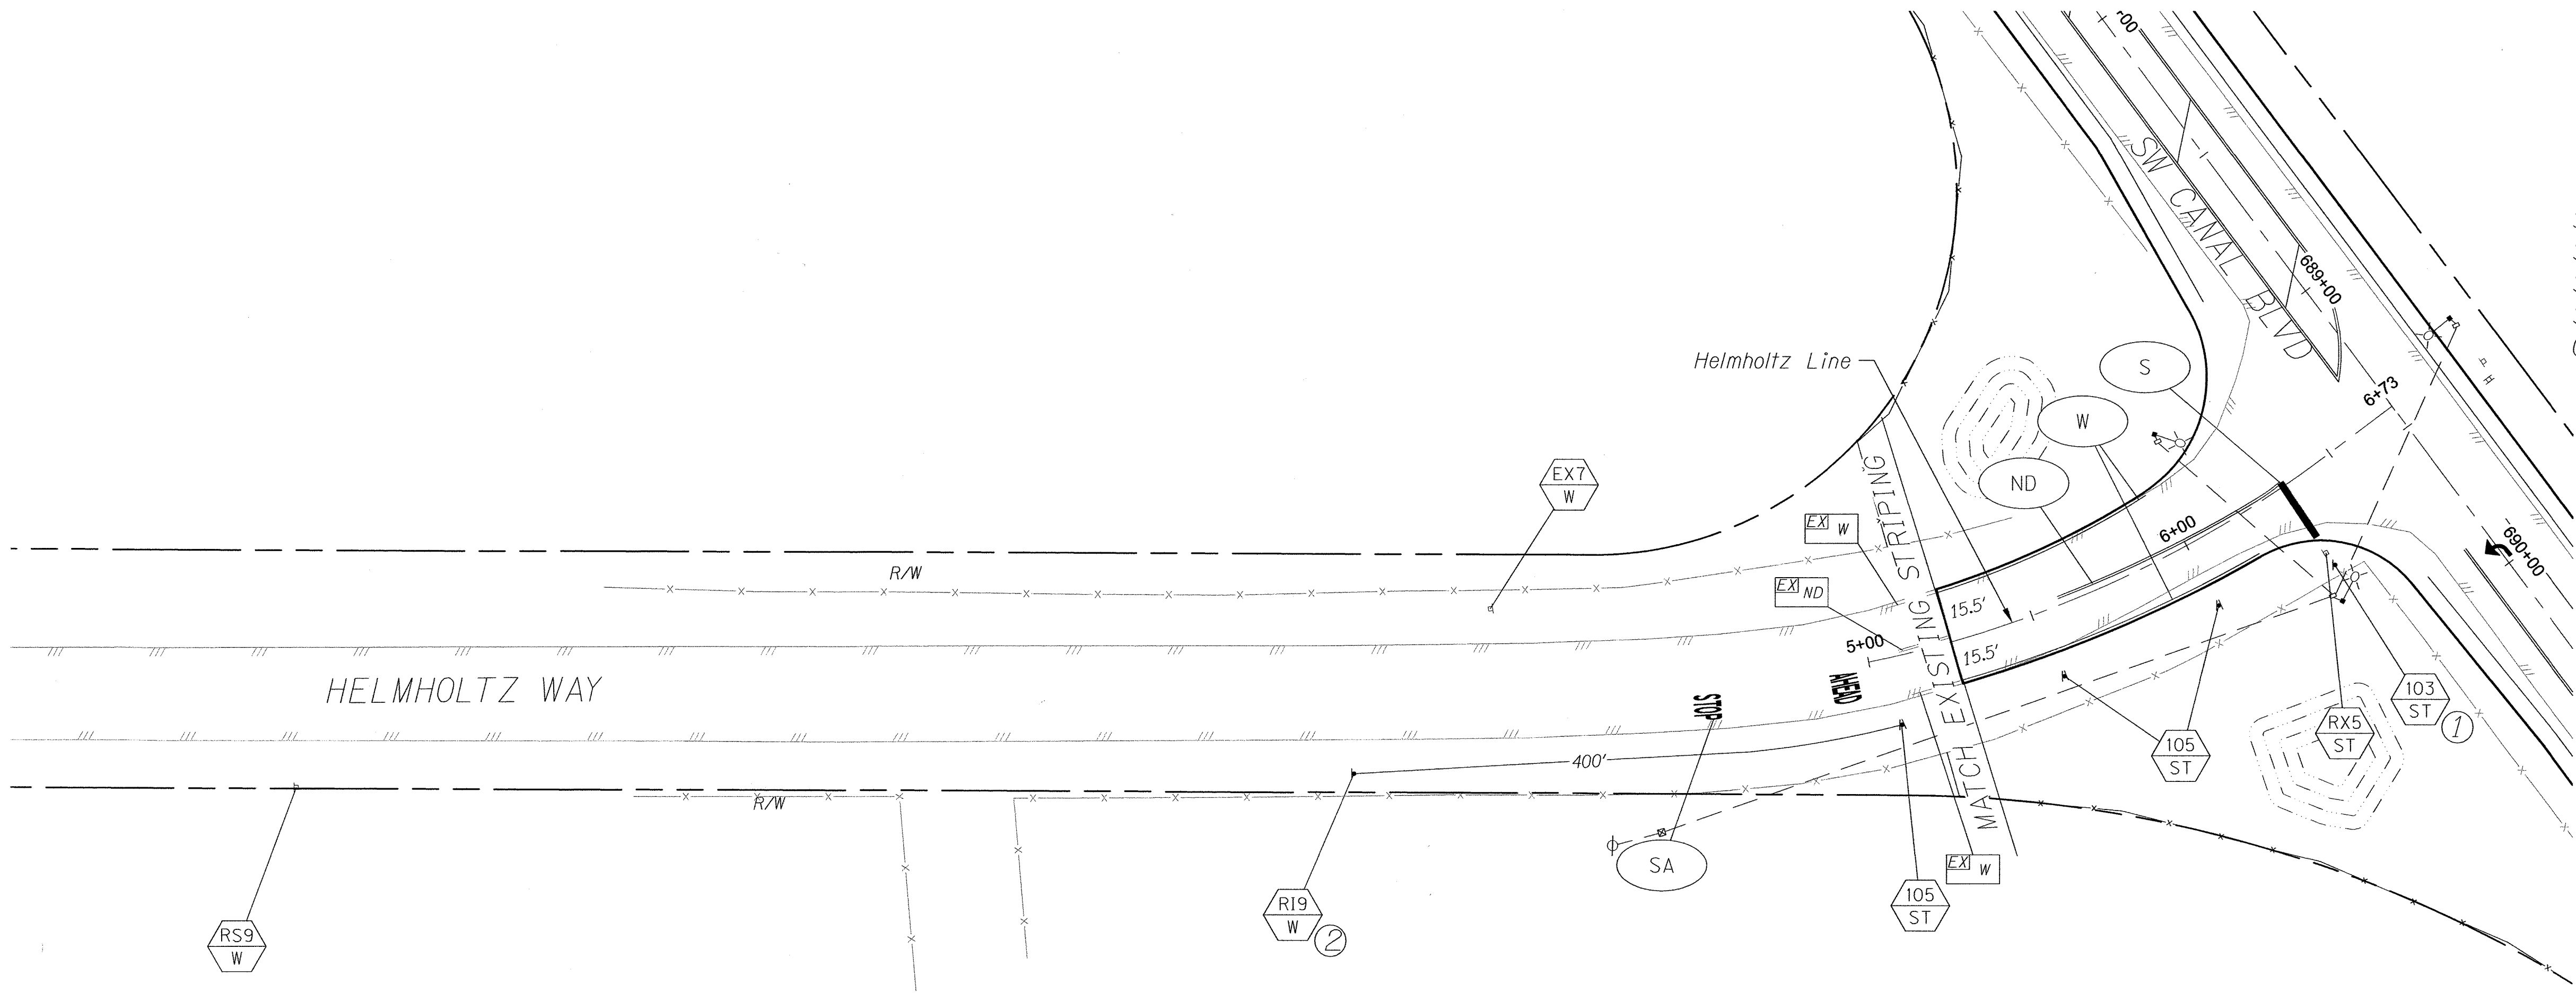 SW CANAL BLVD
689+00
6+73
Helmholtz Line
S
W
ND
EX7
W
EX W
EX ND
R/W
15.5'
15.5'
5+00
6+00
690+00
MATCH EXISTING STRIPING
HELMHOLTZ WAY
STOP
AHEAD
400'
R/W
SA
EX W
103
ST
1
RX5
ST
105
ST
105
ST
RI9
W
2
RS9
W